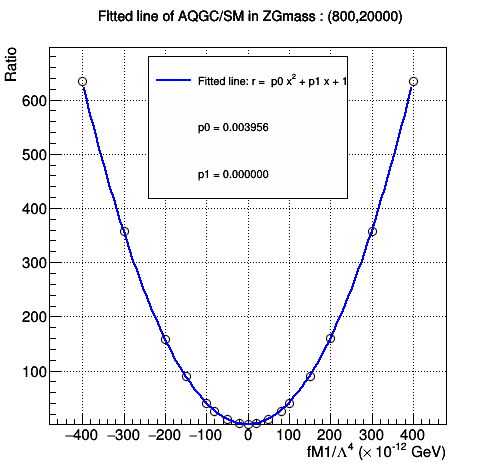 FItted line of AQGC/SM in ZGmass : (800,20000)
Ratio
Fitted line: r = p0 x² + p1 x + 1
p0 = 0.003956
p1 = 0.000000
600
500
400
300
200
100
−400 −300 −200 −100 0 100 200 300 400
fM1/Λ⁴ (× 10⁻¹² GeV)